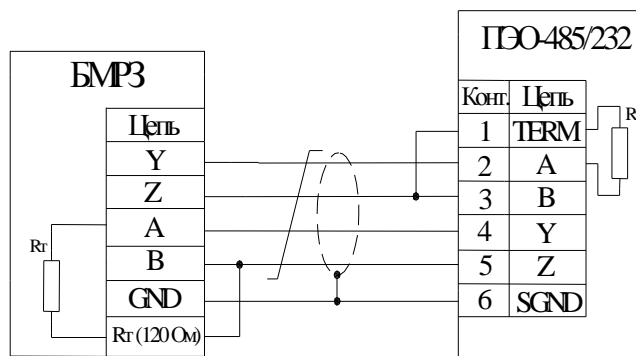 БМРЗ
Цепь
Y
Z
A
B
GND
Rт (120 Ом)
Rт
ПЭО-485/232
Конт. Цепь
1 TERM
2 A
3 B
4 Y
5 Z
6 SGND
R